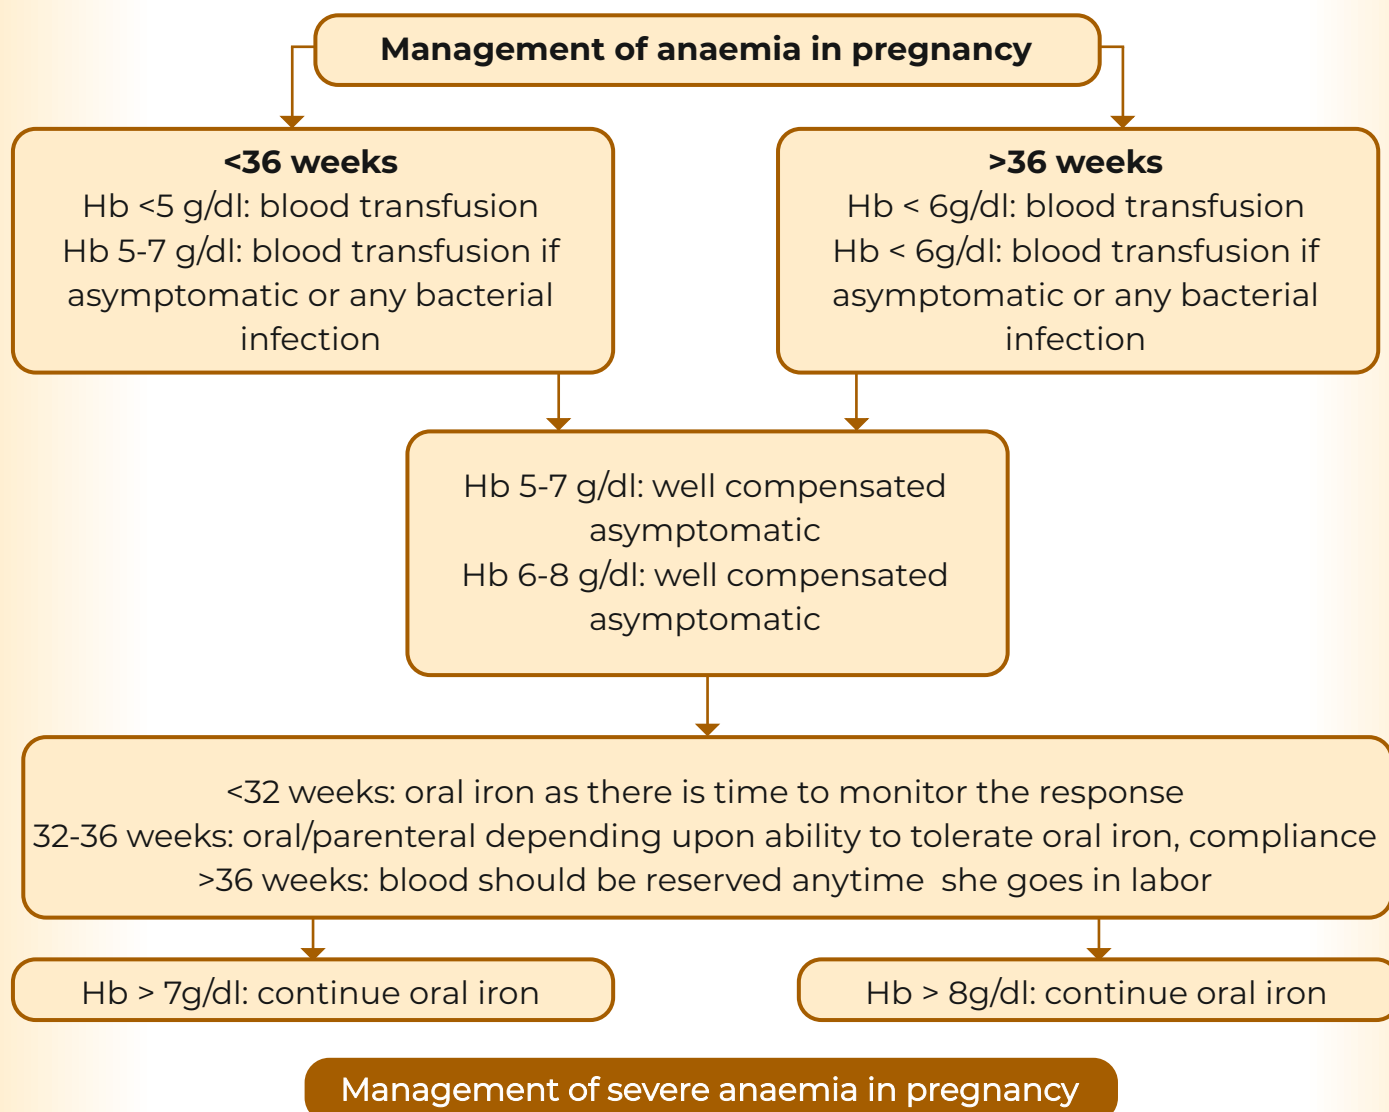 Management of anaemia in pregnancy
<36 weeks
Hb <5 g/dl: blood transfusion
Hb 5-7 g/dl: blood transfusion if
asymptomatic or any bacterial
infection
>36 weeks
Hb < 6g/dl: blood transfusion
Hb < 6g/dl: blood transfusion if
asymptomatic or any bacterial
infection
Hb 5-7 g/dl: well compensated
asymptomatic
Hb 6-8 g/dl: well compensated
asymptomatic
<32 weeks: oral iron as there is time to monitor the response
32-36 weeks: oral/parenteral depending upon ability to tolerate oral iron, compliance
>36 weeks: blood should be reserved anytime she goes in labor
Hb > 7g/dl: continue oral iron
Hb > 8g/dl: continue oral iron
Management of severe anaemia in pregnancy